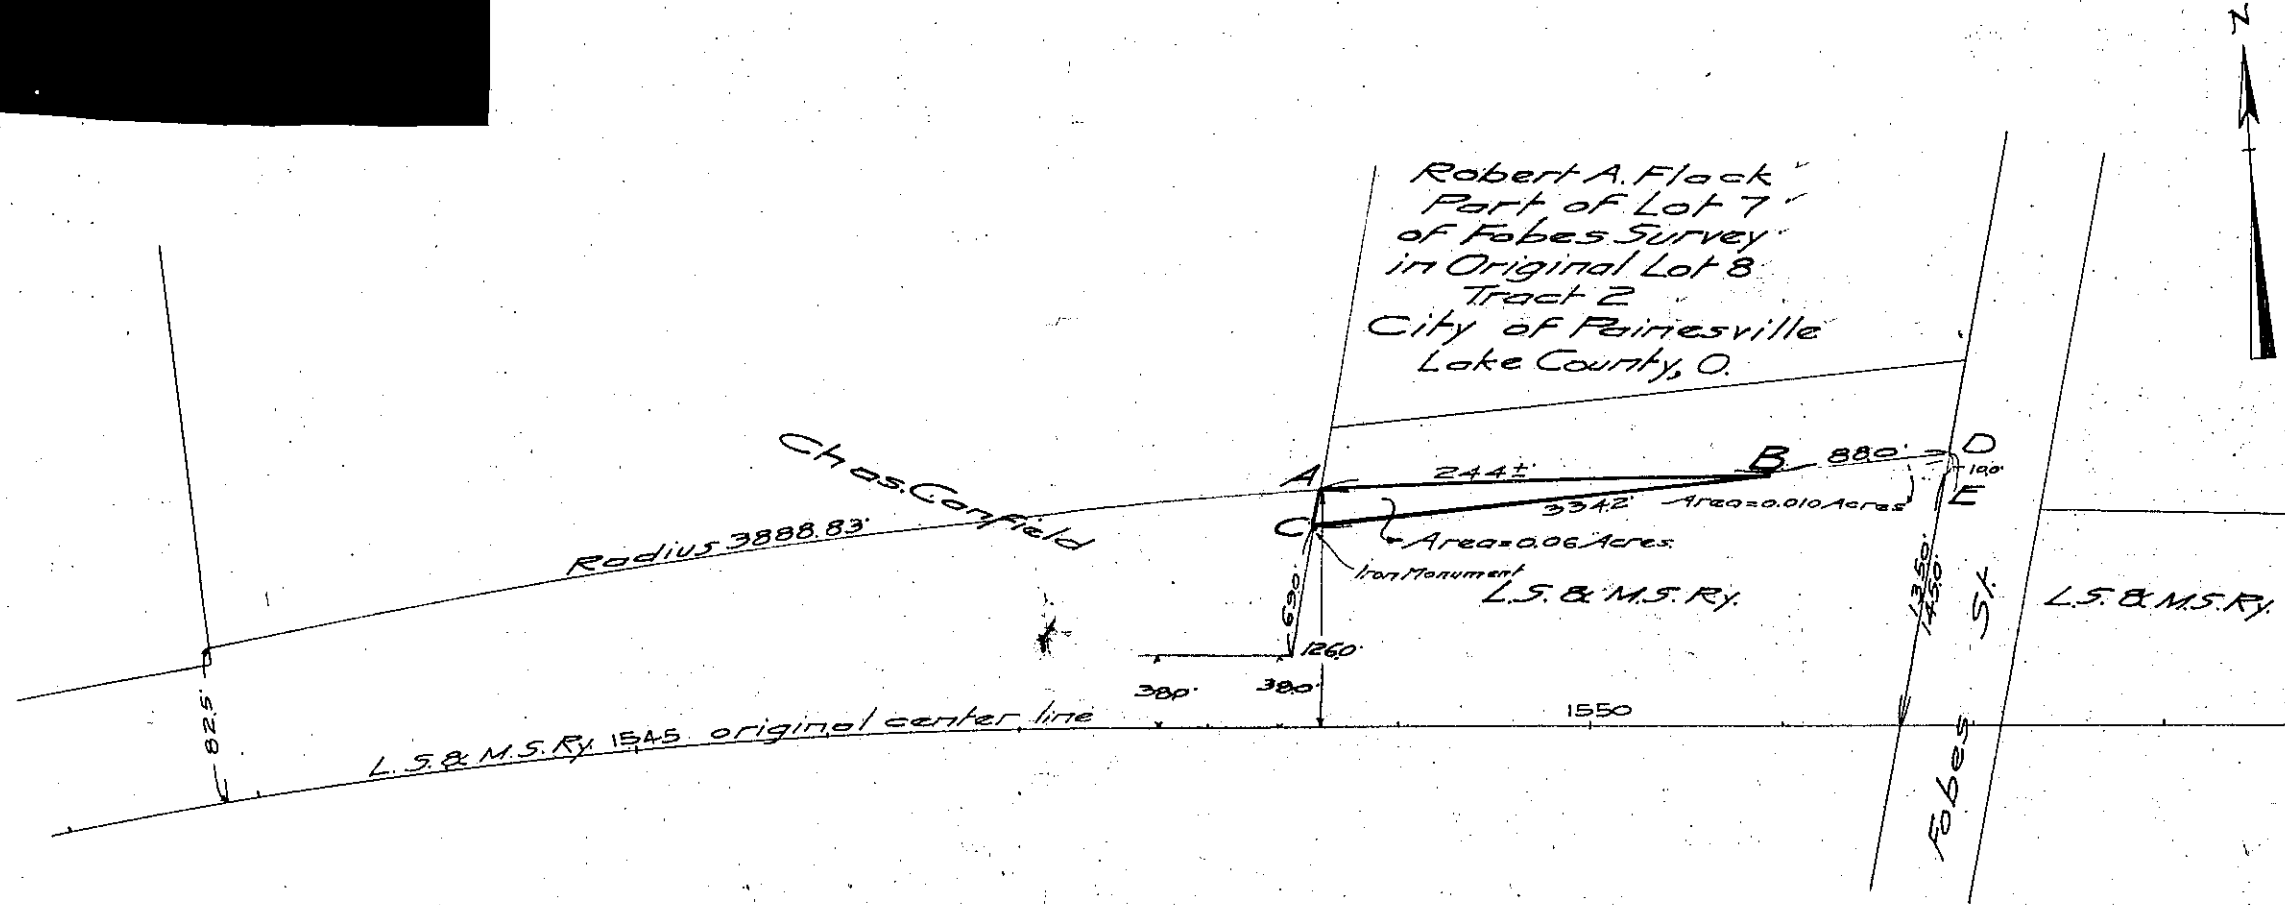 N
Robert A. Flack
Part of Lot 7
of Fobes Survey
in Original Lot 8
Tract 2
City of Painesville
Lake County, O.
Chas. Canfield
Radius 3888.83'
A
244±'
B
88.0'
D
10.0'
E
C
334.2'
Area=0.010 Acres
Area=0.06 Acres.
Iron Monument
L.S. & M.S. Ry.
L.S. & M.S. Ry.
69.0'
126.0'
38.0'
38.0'
135.0'
145.0'
82.5'
L. S. & M. S. Ry. 1545 original center line
1550
Fobes St.